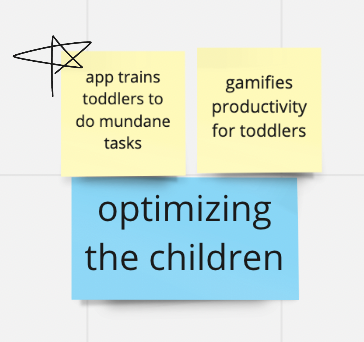 app trains
toddlers to
do mundane
tasks
gamifies
productivity
for toddlers
optimizing
the children